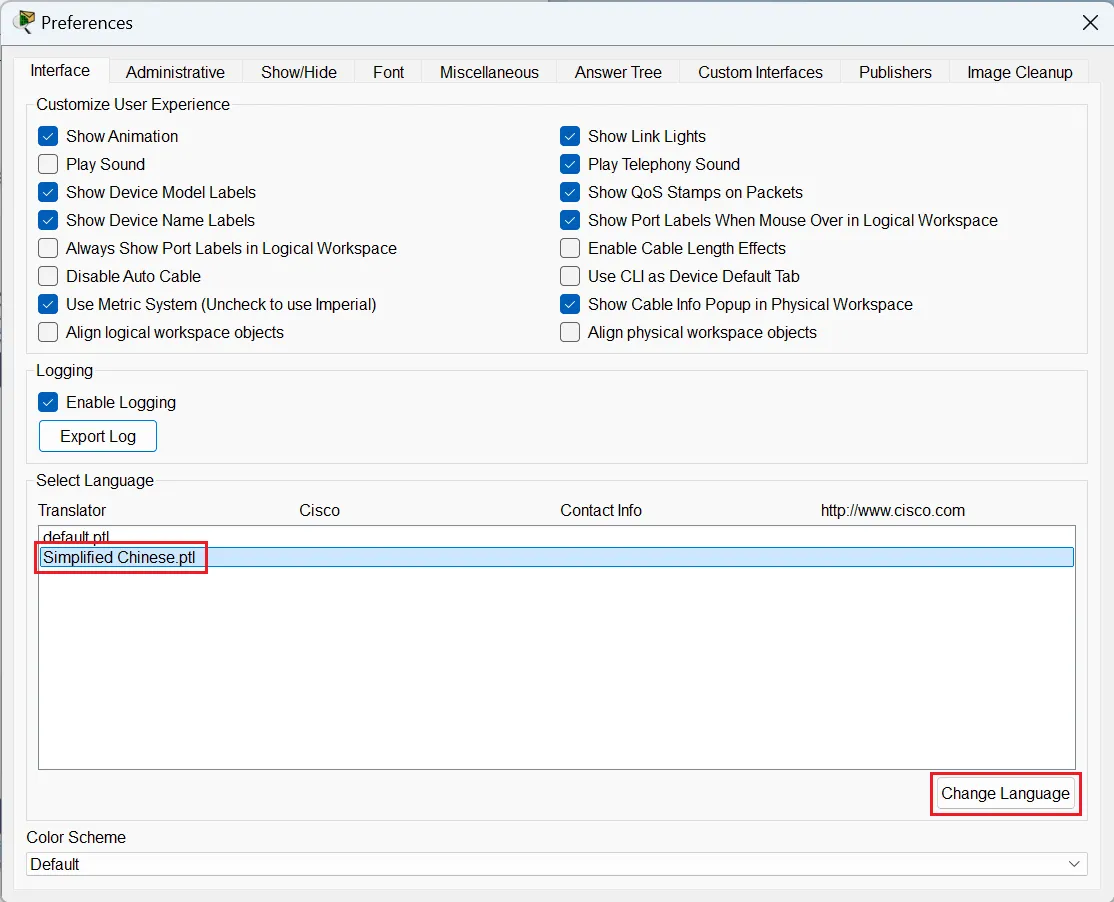 Preferences
Interface Administrative Show/Hide Font Miscellaneous Answer Tree Custom Interfaces Publishers Image Cleanup
Customize User Experience
Show Animation Show Link Lights
Play Sound Play Telephony Sound
Show Device Model Labels Show QoS Stamps on Packets
Show Device Name Labels Show Port Labels When Mouse Over in Logical Workspace
Always Show Port Labels in Logical Workspace Enable Cable Length Effects
Disable Auto Cable Use CLI as Device Default Tab
Use Metric System (Uncheck to use Imperial) Show Cable Info Popup in Physical Workspace
Align logical workspace objects Align physical workspace objects
Logging
Enable Logging
Export Log
Select Language
Translator Cisco Contact Info http://www.cisco.com
default.ptl
Simplified Chinese.ptl
Change Language
Color Scheme
Default